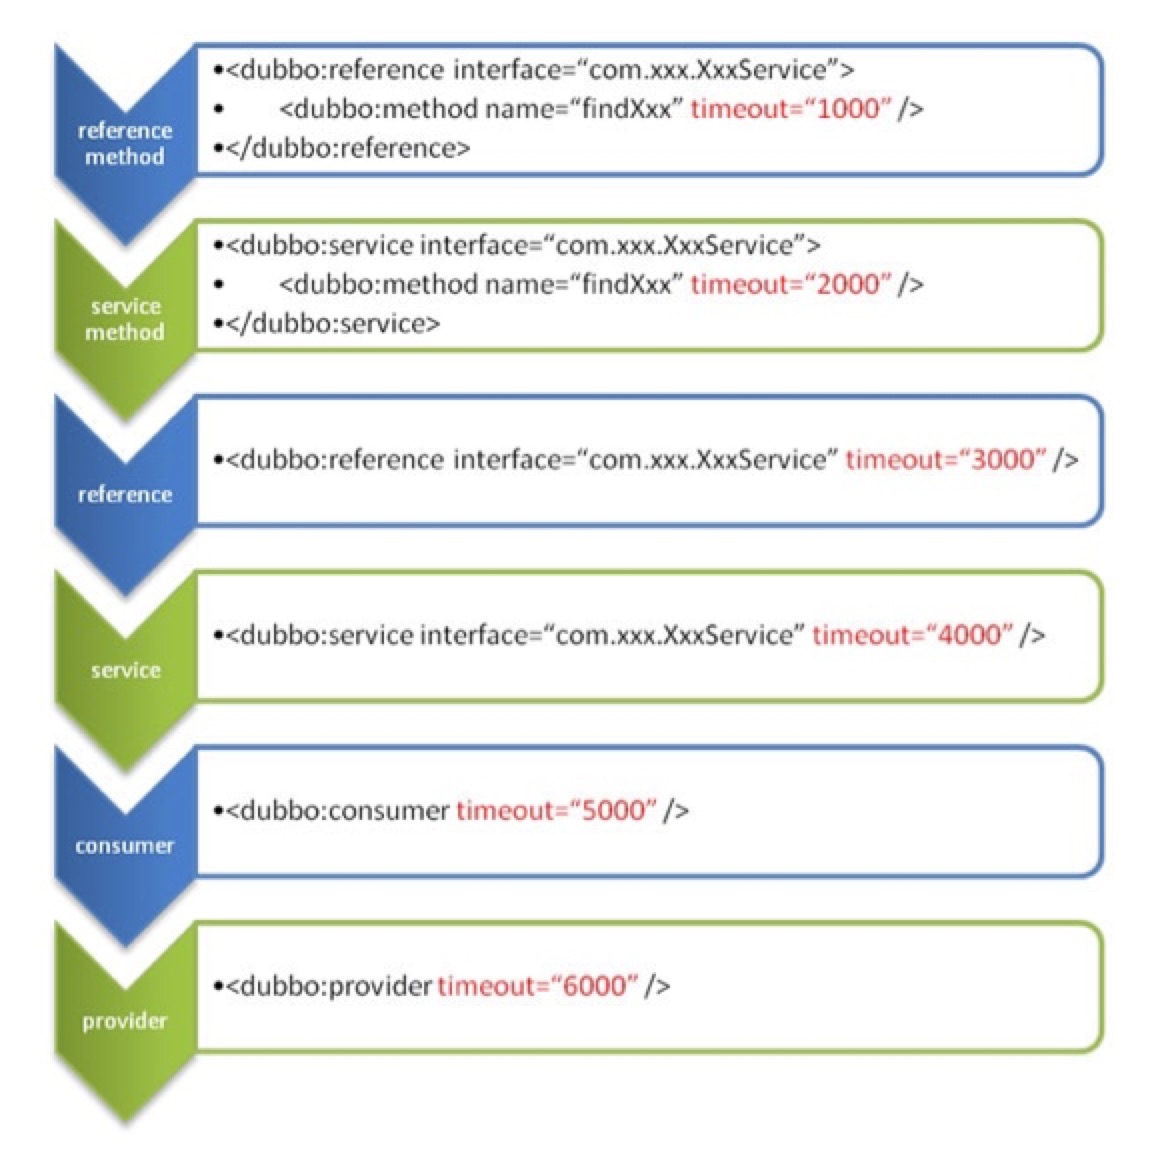 reference
method
•<dubbo:reference interface=“com.xxx.XxxService”>
• <dubbo:method name=“findXxx” timeout=“1000” />
•</dubbo:reference>
service
method
•<dubbo:service interface=“com.xxx.XxxService”>
• <dubbo:method name=“findXxx” timeout=“2000” />
•</dubbo:service>
reference
•<dubbo:reference interface=“com.xxx.XxxService” timeout=“3000” />
service
•<dubbo:service interface=“com.xxx.XxxService” timeout=“4000” />
consumer
•<dubbo:consumer timeout=“5000” />
provider
•<dubbo:provider timeout=“6000” />